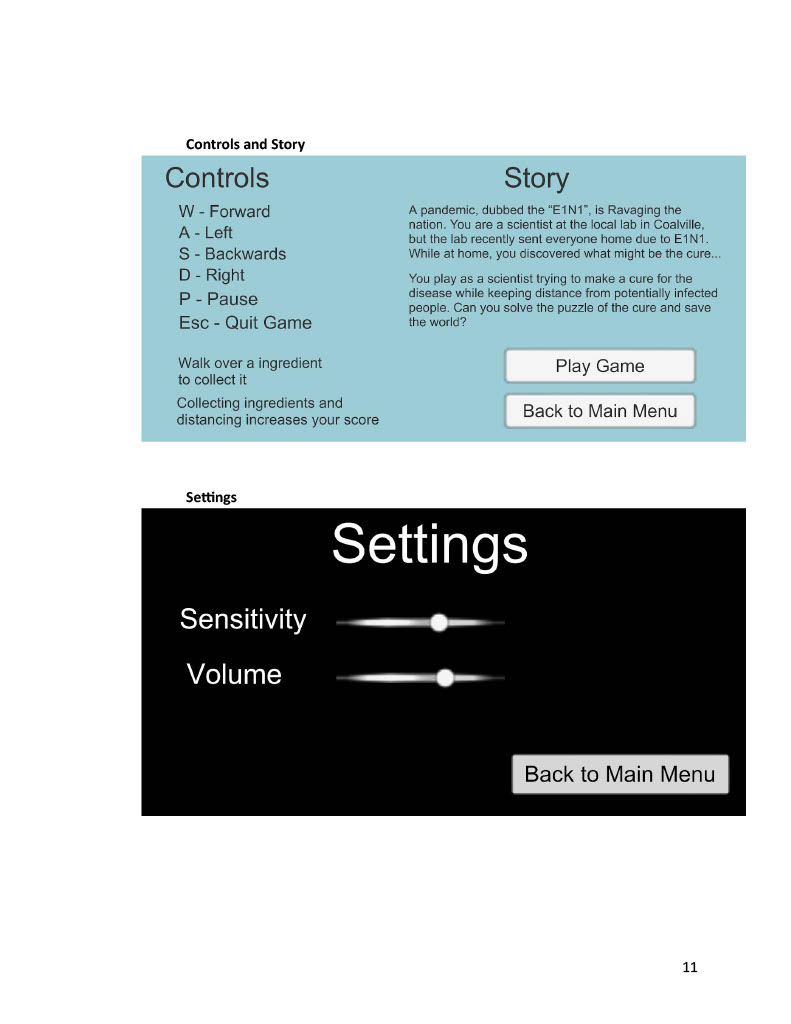 Controls and Story
Controls
W - Forward
A - Left
S - Backwards
D - Right
P - Pause
Esc - Quit Game
Walk over a ingredient
to collect it
Collecting ingredients and
distancing increases your score
Story
A pandemic, dubbed the “E1N1”, is Ravaging the
nation. You are a scientist at the local lab in Coalville,
but the lab recently sent everyone home due to E1N1.
While at home, you discovered what might be the cure...
You play as a scientist trying to make a cure for the
disease while keeping distance from potentially infected
people. Can you solve the puzzle of the cure and save
the world?
Play Game
Back to Main Menu
Settings
Settings
Sensitivity
Volume
Back to Main Menu
11